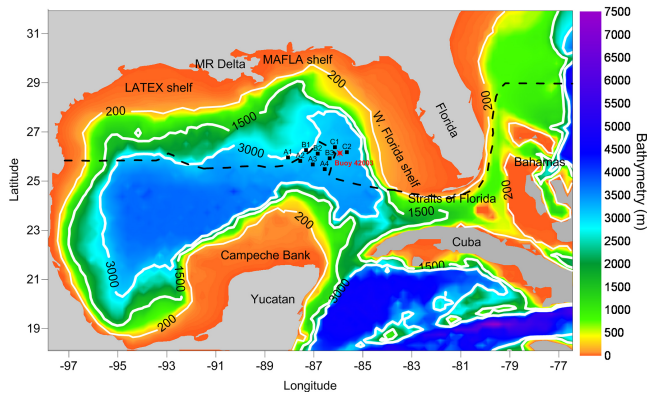 31
29
27
25
23
21
19
Latitude
-97
-95
-93
-91
-89
-87
-85
-83
-81
-79
-77
Longitude
MR Delta
MAFLA shelf
LATEX shelf
200
200
1500
3000
W. Florida shelf
Florida
200
Bahamas
200
A1
A2
A3
A4
B1
B2
B3
C1
C2
Buoy 42003
Straits of Florida
1500
Cuba
1500
200
Campeche Bank
Yucatan
3000
3000
1500
200
7500
7000
6500
6000
5500
5000
4500
4000
3500
3000
2500
2000
1500
1000
500
0
Bathymetry (m)